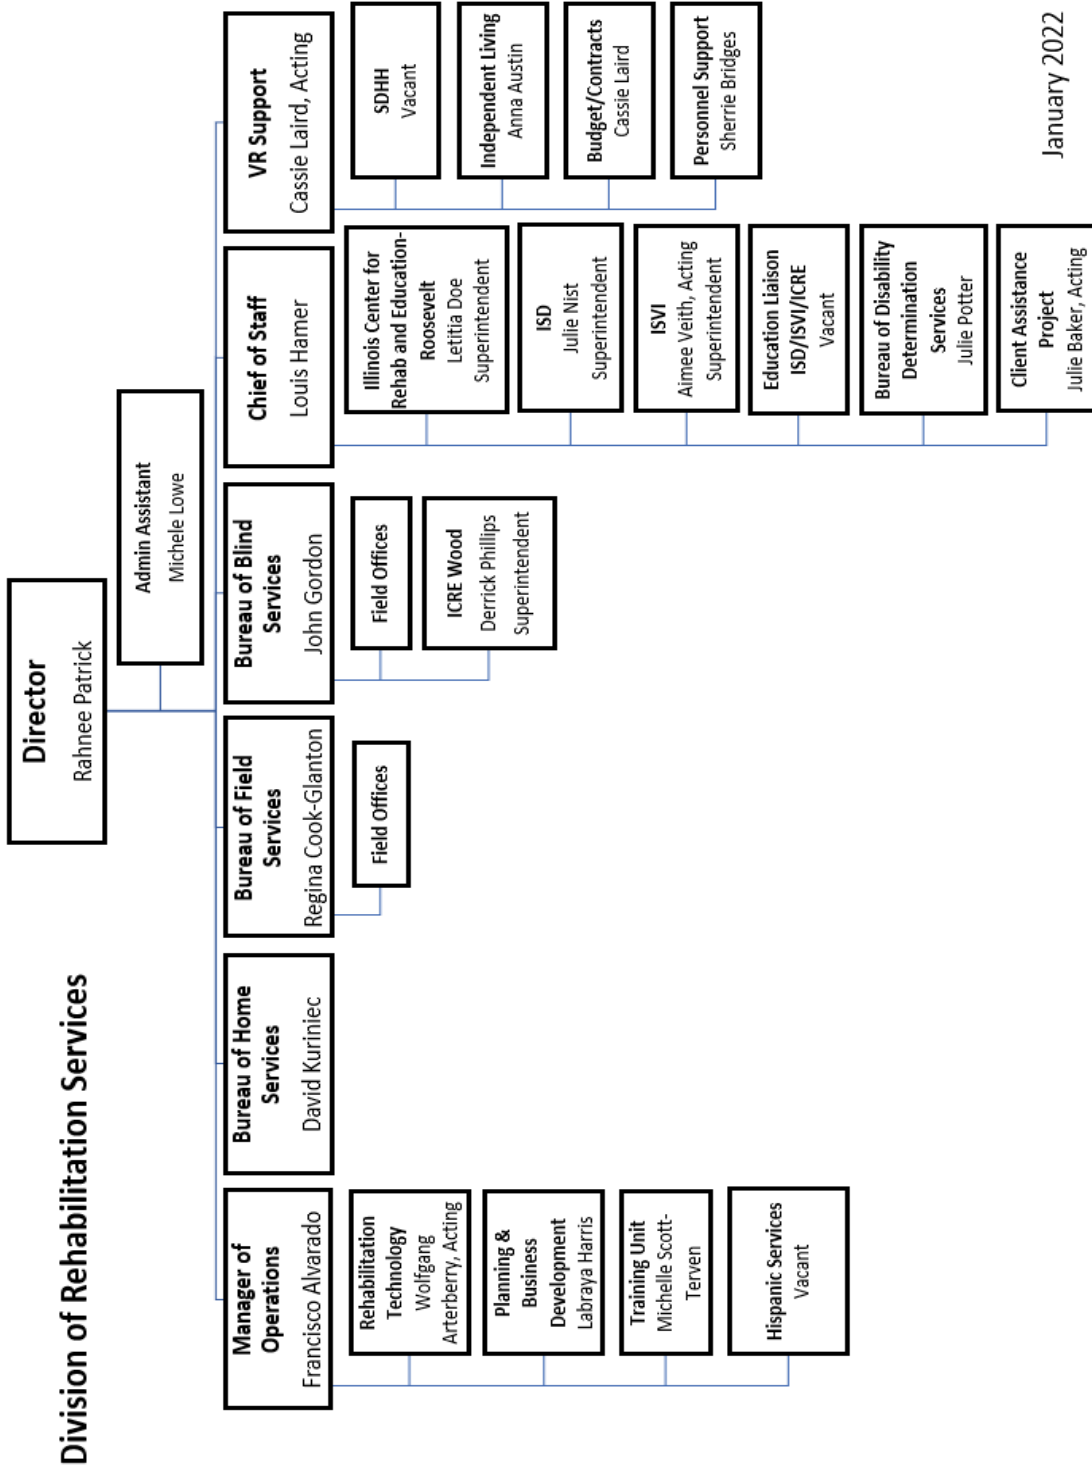 Division of Rehabilitation Services
Director
Rahnee Patrick
Admin Assistant
Michele Lowe
Manager of
Operations
Francisco Alvarado
Rehabilitation
Technology
Wolfgang
Arterberry, Acting
Planning &
Business
Development
Labraya Harris
Training Unit
Michelle Scott-
Terven
Hispanic Services
Vacant
Bureau of Home
Services
David Kuriniec
Bureau of Field
Services
Regina Cook-Glanton
Field Offices
Bureau of Blind
Services
John Gordon
Field Offices
ICRE Wood
Derrick Phillips
Superintendent
Chief of Staff
Louis Hamer
Illinois Center for
Rehab and Education-
Roosevelt
Letitia Doe
Superintendent
ISD
Julie Nist
Superintendent
ISVI
Aimee Veith, Acting
Superintendent
Education Liaison
ISD/ISVI/ICRE
Vacant
Bureau of Disability
Determination
Services
Julie Potter
Client Assistance
Project
Julie Baker, Acting
VR Support
Cassie Laird, Acting
SDHH
Vacant
Independent Living
Anna Austin
Budget/Contracts
Cassie Laird
Personnel Support
Sherrie Bridges
January 2022